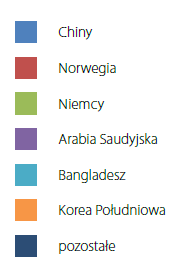 Chiny
Norwegia
Niemcy
Arabia Saudyjska
Bangladesz
Korea Południowa
pozostałe